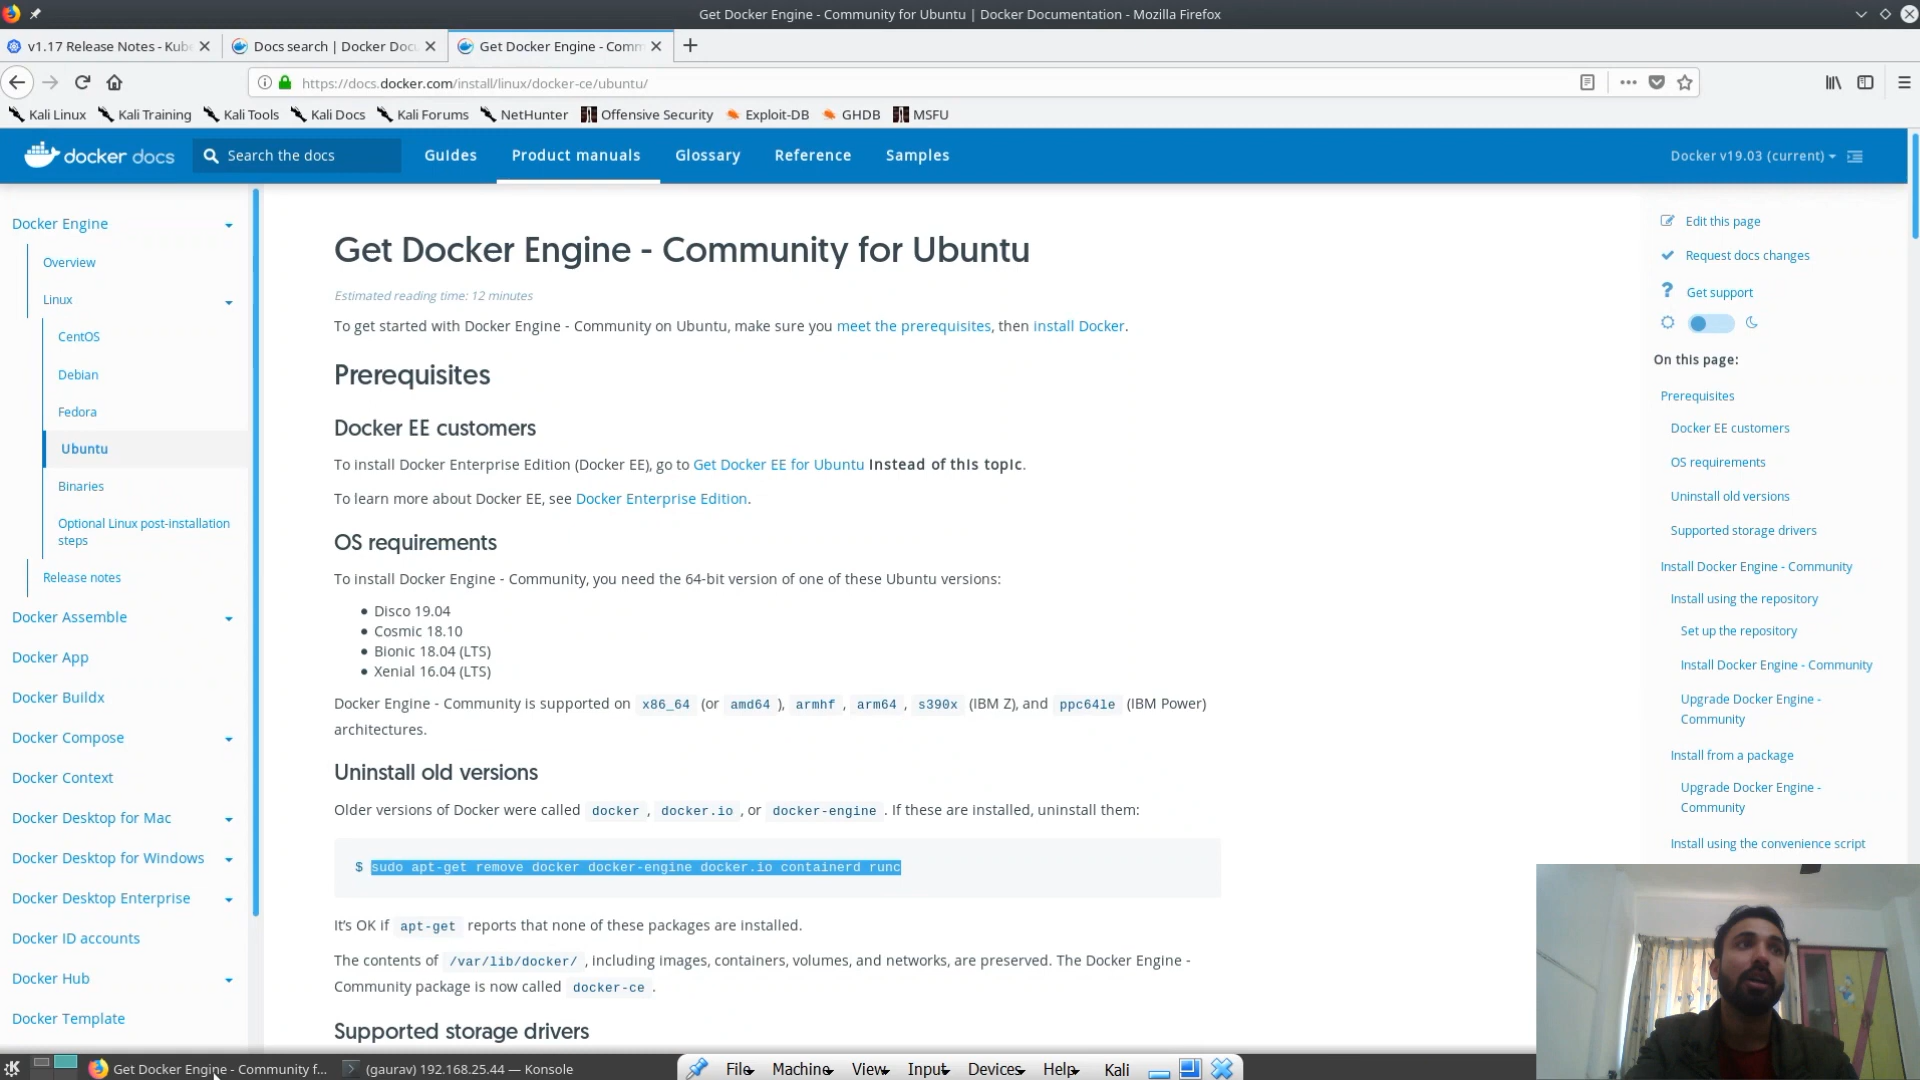 Get Docker Engine - Community for Ubuntu | Docker Documentation - Mozilla Firefox
v1.17 Release Notes - Kub
Docs search | Docker Doc
Get Docker Engine - Comm
https://docs.docker.com/install/linux/docker-ce/ubuntu/
Kali Linux Kali Training Kali Tools Kali Docs Kali Forums NetHunter Offensive Security Exploit-DB GHDB MSFU
docker docs
Search the docs
Guides Product manuals Glossary Reference Samples
Docker v19.03 (current)
Docker Engine
Overview
Linux
CentOS
Debian
Fedora
Ubuntu
Binaries
Optional Linux post-installation
steps
Release notes
Docker Assemble
Docker App
Docker Buildx
Docker Compose
Docker Context
Docker Desktop for Mac
Docker Desktop for Windows
Docker Desktop Enterprise
Docker ID accounts
Docker Hub
Docker Template
Get Docker Engine - Community for Ubuntu
Estimated reading time: 12 minutes
To get started with Docker Engine - Community on Ubuntu, make sure you meet the prerequisites, then install Docker.
Prerequisites
Docker EE customers
To install Docker Enterprise Edition (Docker EE), go to Get Docker EE for Ubuntu instead of this topic.
To learn more about Docker EE, see Docker Enterprise Edition.
OS requirements
To install Docker Engine - Community, you need the 64-bit version of one of these Ubuntu versions:
• Disco 19.04
• Cosmic 18.10
• Bionic 18.04 (LTS)
• Xenial 16.04 (LTS)
Docker Engine - Community is supported on x86_64 (or amd64 ), armhf , arm64 , s390x (IBM Z), and ppc64le (IBM Power)
architectures.
Uninstall old versions
Older versions of Docker were called docker , docker.io , or docker-engine . If these are installed, uninstall them:
$ sudo apt-get remove docker docker-engine docker.io containerd runc
It's OK if apt-get reports that none of these packages are installed.
The contents of /var/lib/docker/ , including images, containers, volumes, and networks, are preserved. The Docker Engine -
Community package is now called docker-ce .
Supported storage drivers
Edit this page
Request docs changes
Get support
On this page:
Prerequisites
Docker EE customers
OS requirements
Uninstall old versions
Supported storage drivers
Install Docker Engine - Community
Install using the repository
Set up the repository
Install Docker Engine - Community
Upgrade Docker Engine -
Community
Install from a package
Upgrade Docker Engine -
Community
Install using the convenience script
Get Docker Engine - Community f...
(gaurav) 192.168.25.44 — Konsole
File Machine View Input Devices Help Kali